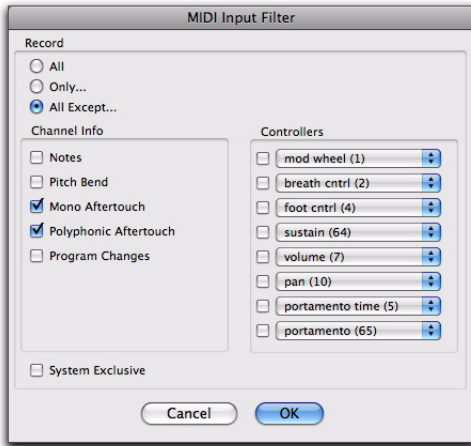 MIDI Input Filter
Record
All
Only...
All Except...
Channel Info
Notes
Pitch Bend
Mono Aftertouch
Polyphonic Aftertouch
Program Changes
Controllers
mod wheel (1)
breath cntrl (2)
foot cntrl (4)
sustain (64)
volume (7)
pan (10)
portamento time (5)
portamento (65)
System Exclusive
Cancel
OK